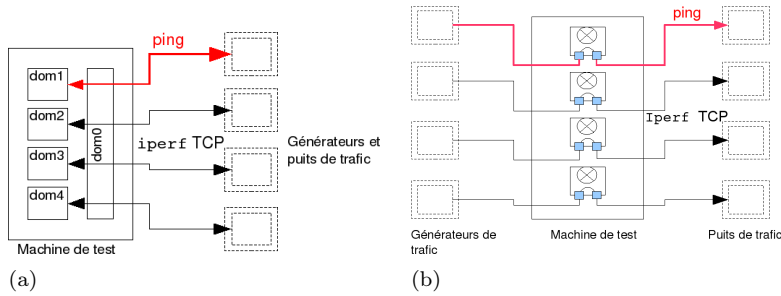 ping
dom1
dom2
dom3
dom4
dom0
iperf TCP
Générateurs et
puits de trafic
Machine de test
(a)
ping
Iperf TCP
Générateurs de
trafic
Machine de test
Puits de trafic
(b)